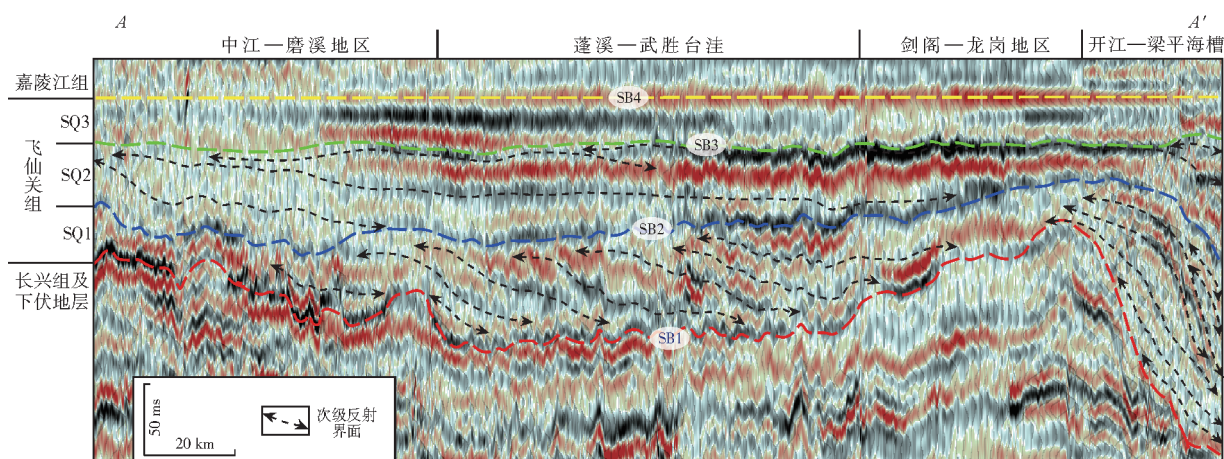 A
A′
中江—磨溪地区
蓬溪—武胜台洼
剑阁—龙岗地区
开江—梁平海槽
嘉陵江组
SB4
SQ3
SB3
飞仙关组
SQ2
SB2
SQ1
长兴组及
下伏地层
SB1
50 ms
20 km
次级反射
界面